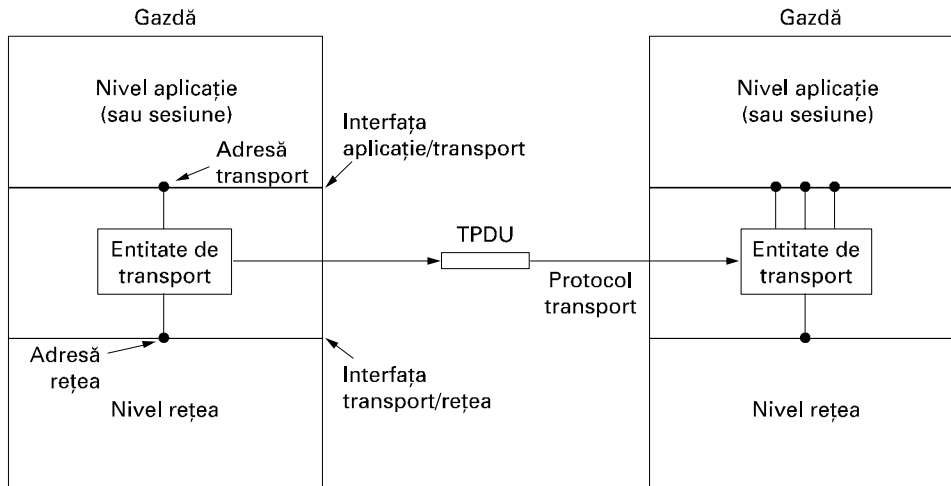 Gazdă
Gazdă
Nivel aplicație
(sau sesiune)
Nivel aplicație
(sau sesiune)
Adresă
transport
Interfața
aplicație/transport
Entitate de
transport
TPDU
Protocol
transport
Entitate de
transport
Adresă
rețea
Interfața
transport/rețea
Nivel rețea
Nivel rețea